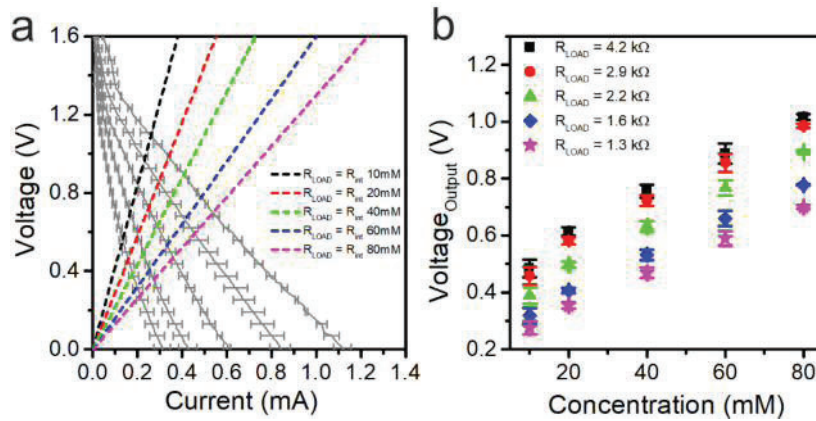 a
Voltage (V)
1.6
1.2
0.8
0.4
0.0
0.0 0.2 0.4 0.6 0.8 1.0 1.2 1.4
Current (mA)
R_LOAD = R_int 10mM
R_LOAD = R_int 20mM
R_LOAD = R_int 40mM
R_LOAD = R_int 60mM
R_LOAD = R_int 80mM
b
Voltage_Output (V)
1.2
1.0
0.8
0.6
0.4
0.2
20 40 60 80
Concentration (mM)
R_LOAD = 4.2 kΩ
R_LOAD = 2.9 kΩ
R_LOAD = 2.2 kΩ
R_LOAD = 1.6 kΩ
R_LOAD = 1.3 kΩ